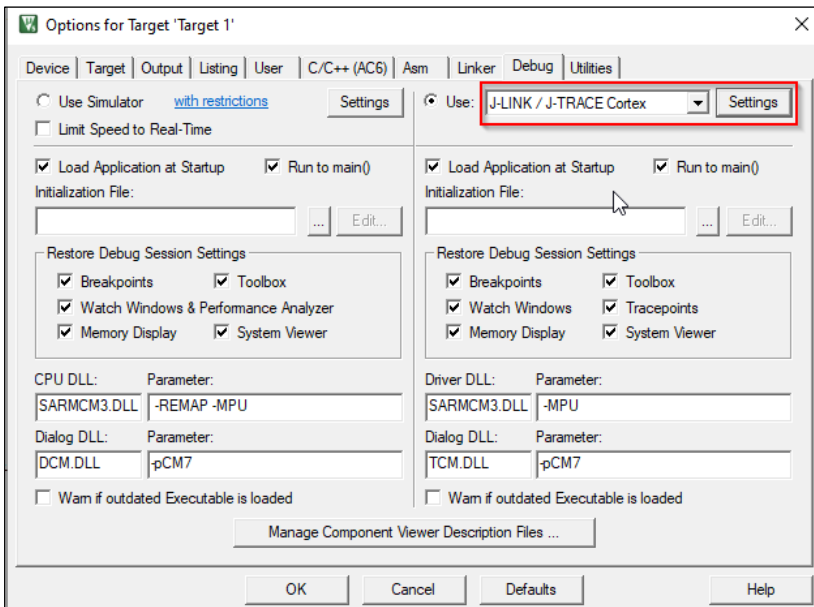 Options for Target 'Target 1'
Device Target Output Listing User C/C++ (AC6) Asm Linker Debug Utilities
Use Simulator with restrictions Settings
Limit Speed to Real-Time
Use: J-LINK / J-TRACE Cortex Settings
Load Application at Startup Run to main()
Initialization File:
... Edit...
Restore Debug Session Settings
Breakpoints Toolbox
Watch Windows & Performance Analyzer
Memory Display System Viewer
CPU DLL: Parameter:
SARMCM3.DLL -REMAP -MPU
Dialog DLL: Parameter:
DCM.DLL -pCM7
Warn if outdated Executable is loaded
Load Application at Startup Run to main()
Initialization File:
... Edit...
Restore Debug Session Settings
Breakpoints Toolbox
Watch Windows Tracepoints
Memory Display System Viewer
Driver DLL: Parameter:
SARMCM3.DLL -MPU
Dialog DLL: Parameter:
TCM.DLL -pCM7
Warn if outdated Executable is loaded
Manage Component Viewer Description Files ...
OK Cancel Defaults Help